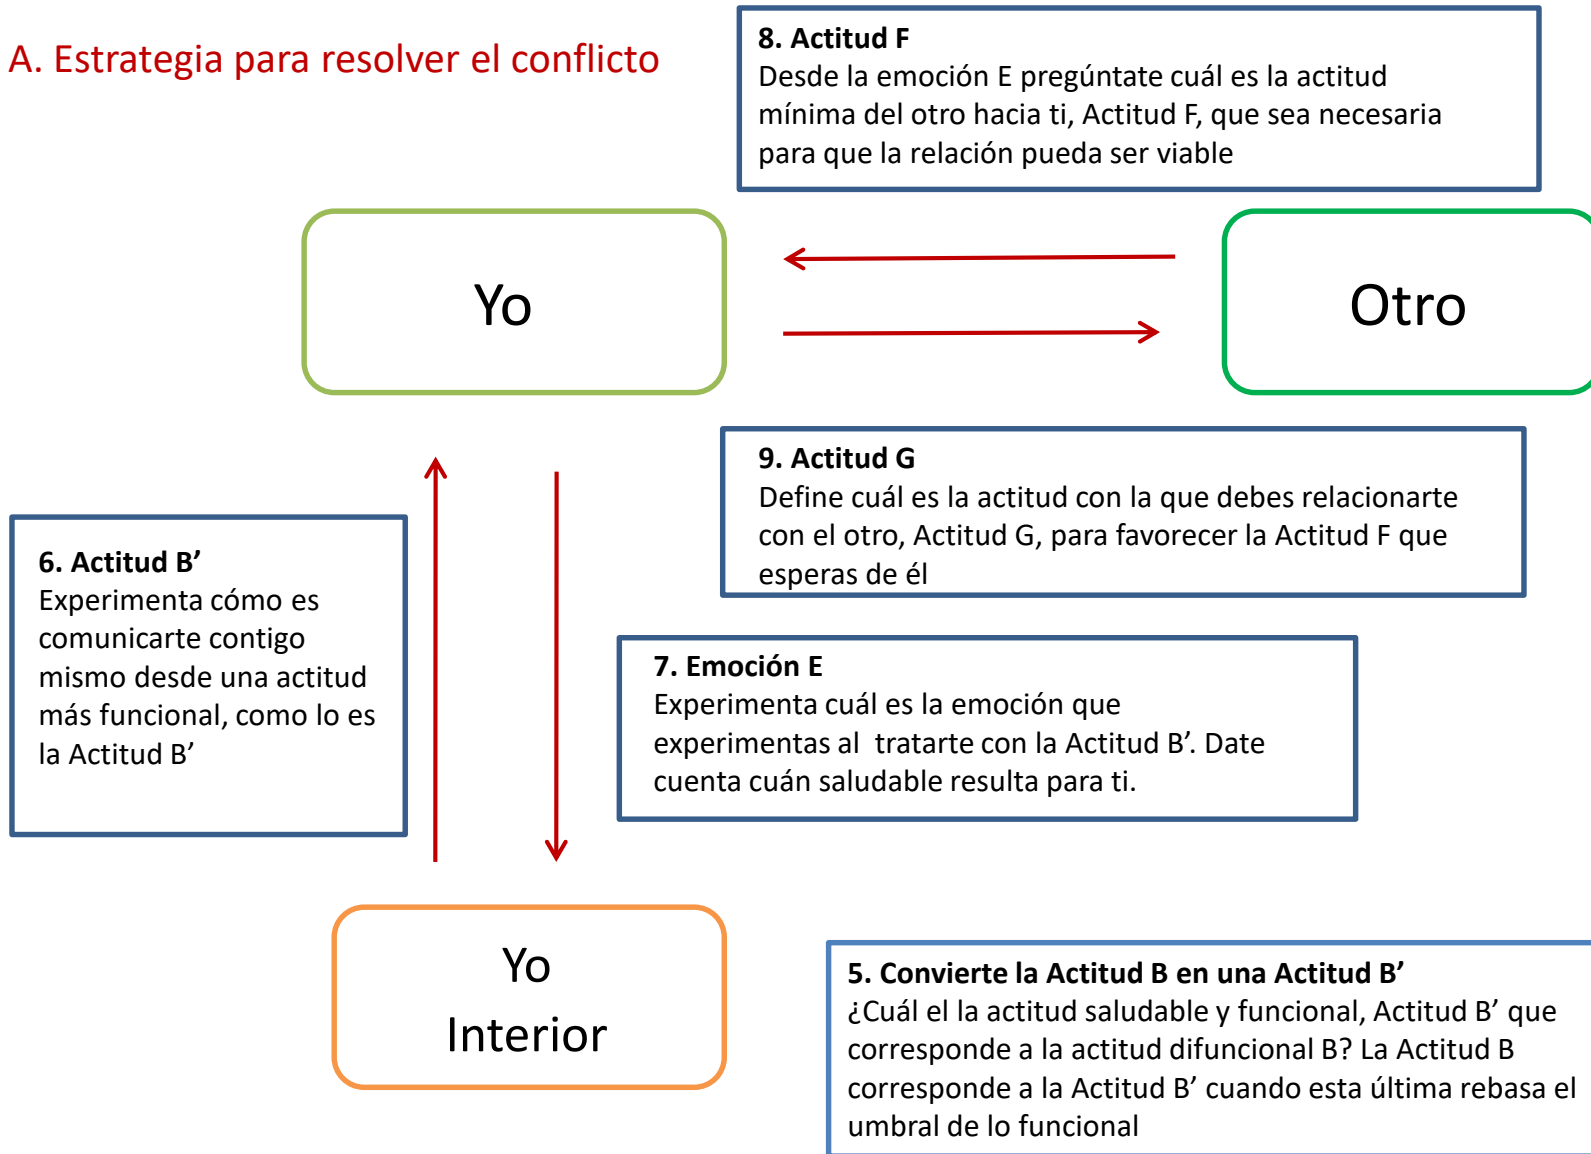 A. Estrategia para resolver el conflicto
8. Actitud F
Desde la emoción E pregúntate cuál es la actitud
mínima del otro hacia ti, Actitud F, que sea necesaria
para que la relación pueda ser viable
Yo
Otro
9. Actitud G
Define cuál es la actitud con la que debes relacionarte
con el otro, Actitud G, para favorecer la Actitud F que
esperas de él
6. Actitud B’
Experimenta cómo es
comunicarte contigo
mismo desde una actitud
más funcional, como lo es
la Actitud B’
7. Emoción E
Experimenta cuál es la emoción que
experimentas al  tratarte con la Actitud B’. Date
cuenta cuán saludable resulta para ti.
Yo
Interior
5. Convierte la Actitud B en una Actitud B’
¿Cuál el la actitud saludable y funcional, Actitud B’ que
corresponde a la actitud difuncional B? La Actitud B
corresponde a la Actitud B’ cuando esta última rebasa el
umbral de lo funcional